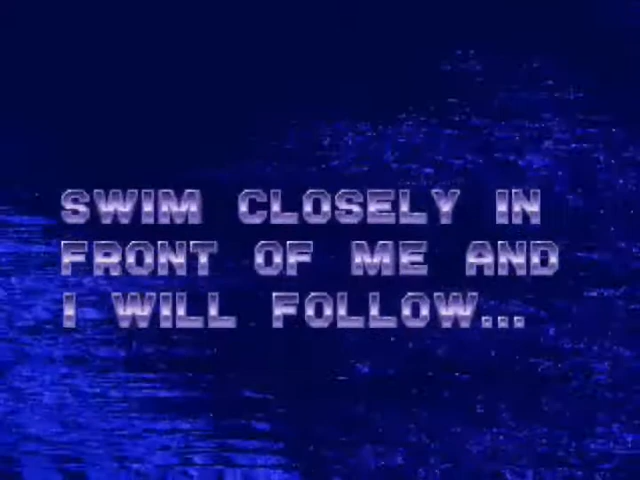 SWIM CLOSELY IN
FRONT OF ME AND
I WILL FOLLOW...